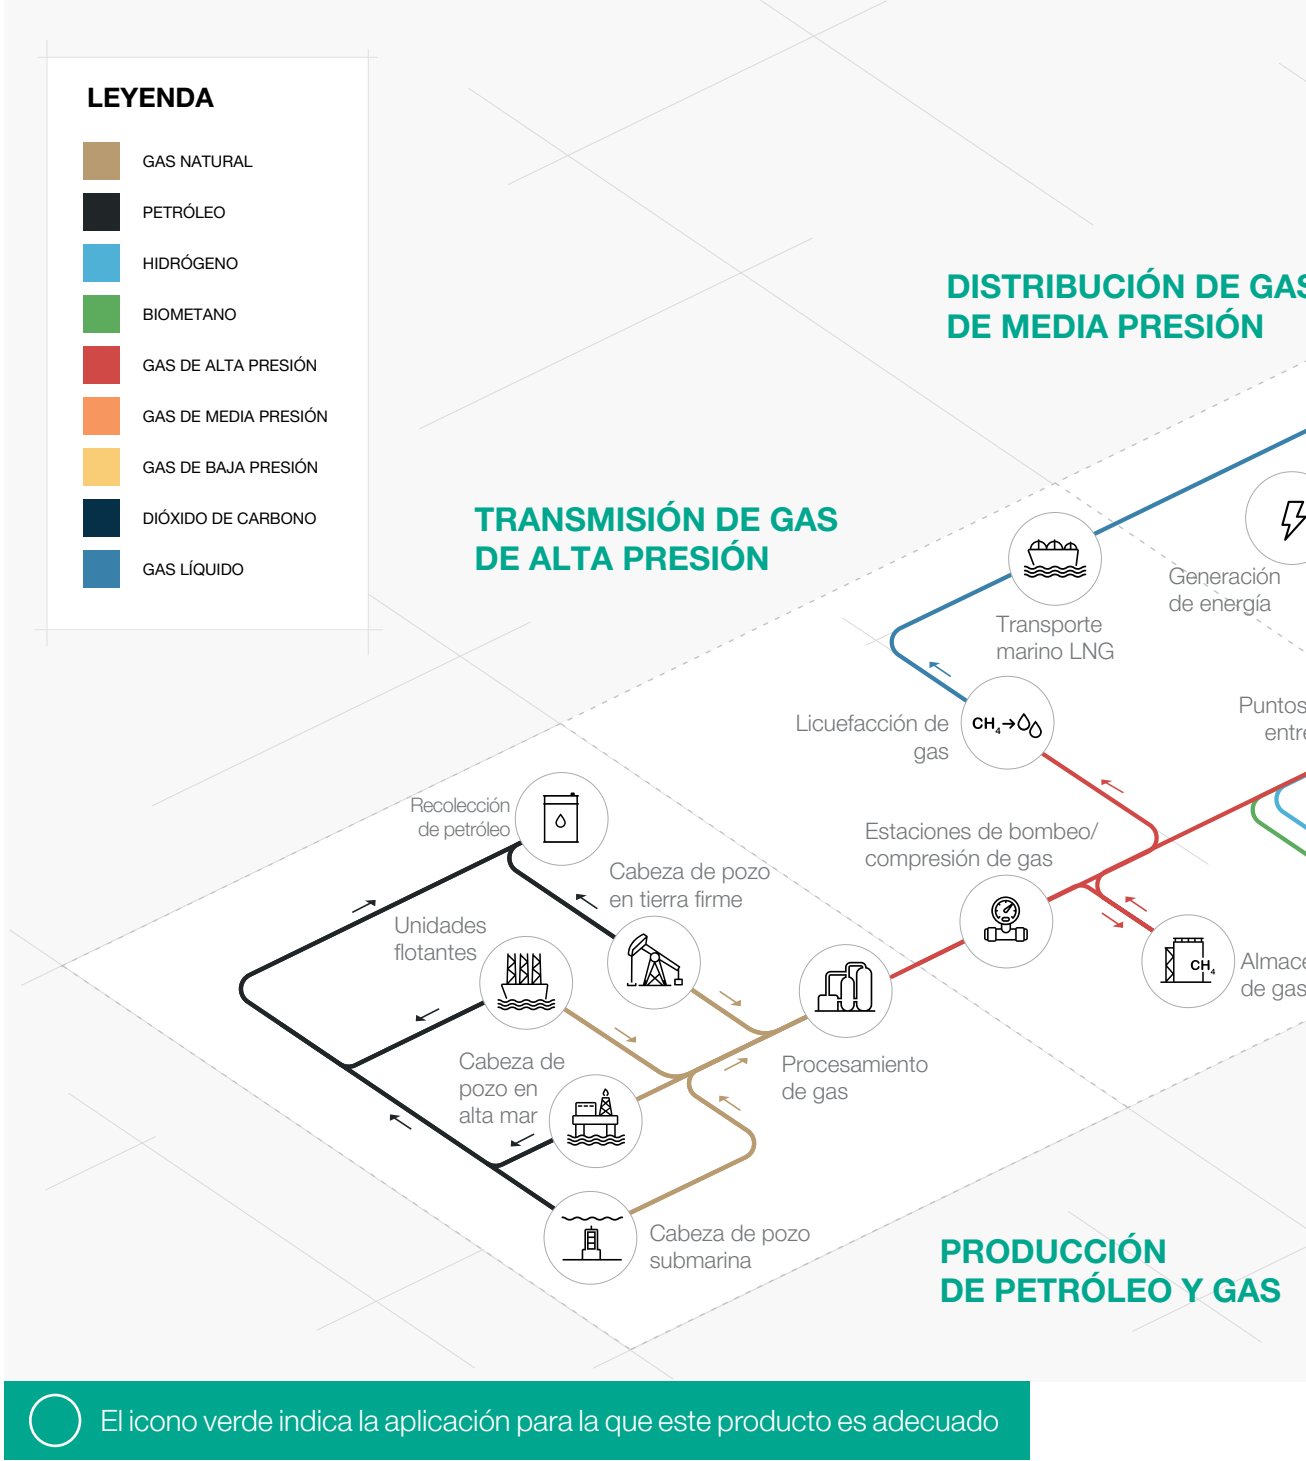 LEYENDA
GAS NATURAL
PETRÓLEO
HIDRÓGENO
BIOMETANO
GAS DE ALTA PRESIÓN
GAS DE MEDIA PRESIÓN
GAS DE BAJA PRESIÓN
DIÓXIDO DE CARBONO
GAS LÍQUIDO
DISTRIBUCIÓN DE GAS
DE MEDIA PRESIÓN
TRANSMISIÓN DE GAS
DE ALTA PRESIÓN
Generación
de energía
Transporte
marino LNG
Puntos
entre
Licuefacción de
gas
CH₄→
Recolección
de petróleo
Estaciones de bombeo/
compresión de gas
Cabeza de pozo
en tierra firme
Unidades
flotantes
CH₄
Almace
de gas
Cabeza de
pozo en
alta mar
Procesamiento
de gas
Cabeza de pozo
submarina
PRODUCCIÓN
DE PETRÓLEO Y GAS
El icono verde indica la aplicación para la que este producto es adecuado